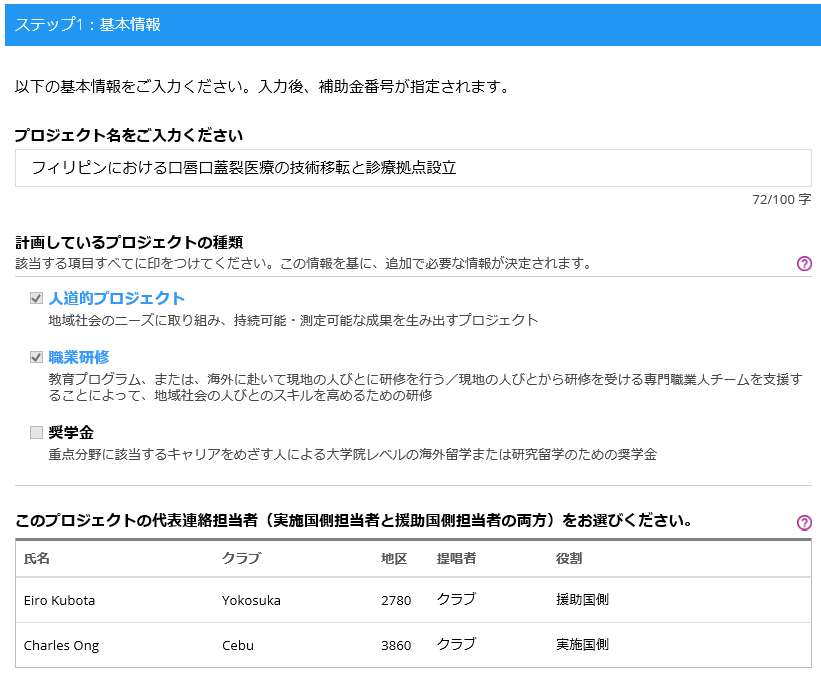 ステップ1：基本情報
以下の基本情報をご入力ください。入力後、補助金番号が指定されます。
プロジェクト名をご入力ください
フィリピンにおける口唇口蓋裂医療の技術移転と診療拠点設立
72/100 字
計画しているプロジェクトの種類
該当する項目すべてに印をつけてください。この情報を基に、追加で必要な情報が決定されます。
人道的プロジェクト
地域社会のニーズに取り組み、持続可能・測定可能な成果を生み出すプロジェクト
職業研修
教育プログラム、または、海外に赴いて現地の人びとに研修を行う／現地の人びとから研修を受ける専門職業人チームを支援す
ることによって、地域社会の人びとのスキルを高めるための研修
奨学金
重点分野に該当するキャリアをめざす人による大学院レベルの海外留学または研究留学のための奨学金
このプロジェクトの代表連絡担当者（実施国側担当者と援助国側担当者の両方）をお選びください。
氏名 クラブ 地区 提唱者 役割
Eiro Kubota Yokosuka 2780 クラブ 援助国側
Charles Ong Cebu 3860 クラブ 実施国側